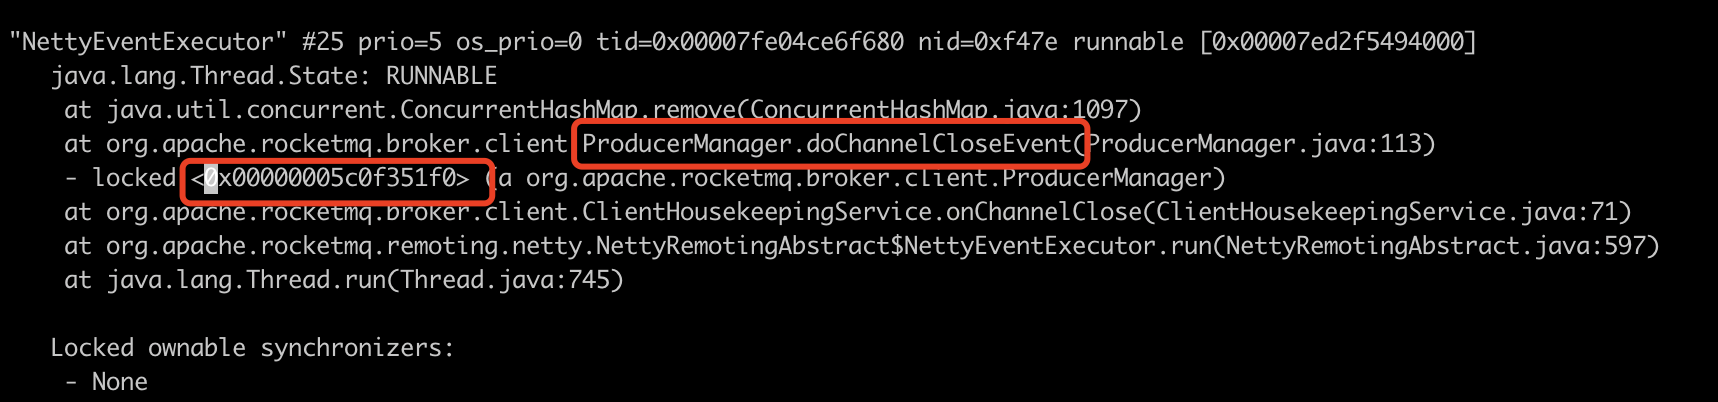 "NettyEventExecutor" #25 prio=5 os_prio=0 tid=0x00007fe04ce6f680 nid=0xf47e runnable [0x00007ed2f5494000]
java.lang.Thread.State: RUNNABLE
at java.util.concurrent.ConcurrentHashMap.remove(ConcurrentHashMap.java:1097)
at org.apache.rocketmq.broker.client.ProducerManager.doChannelCloseEvent(ProducerManager.java:113)
- locked <0x00000005c0f351f0> (a org.apache.rocketmq.broker.client.ProducerManager)
at org.apache.rocketmq.broker.client.ClientHousekeepingService.onChannelClose(ClientHousekeepingService.java:71)
at org.apache.rocketmq.remoting.netty.NettyRemotingAbstract$NettyEventExecutor.run(NettyRemotingAbstract.java:597)
at java.lang.Thread.run(Thread.java:745)
Locked ownable synchronizers:
- None